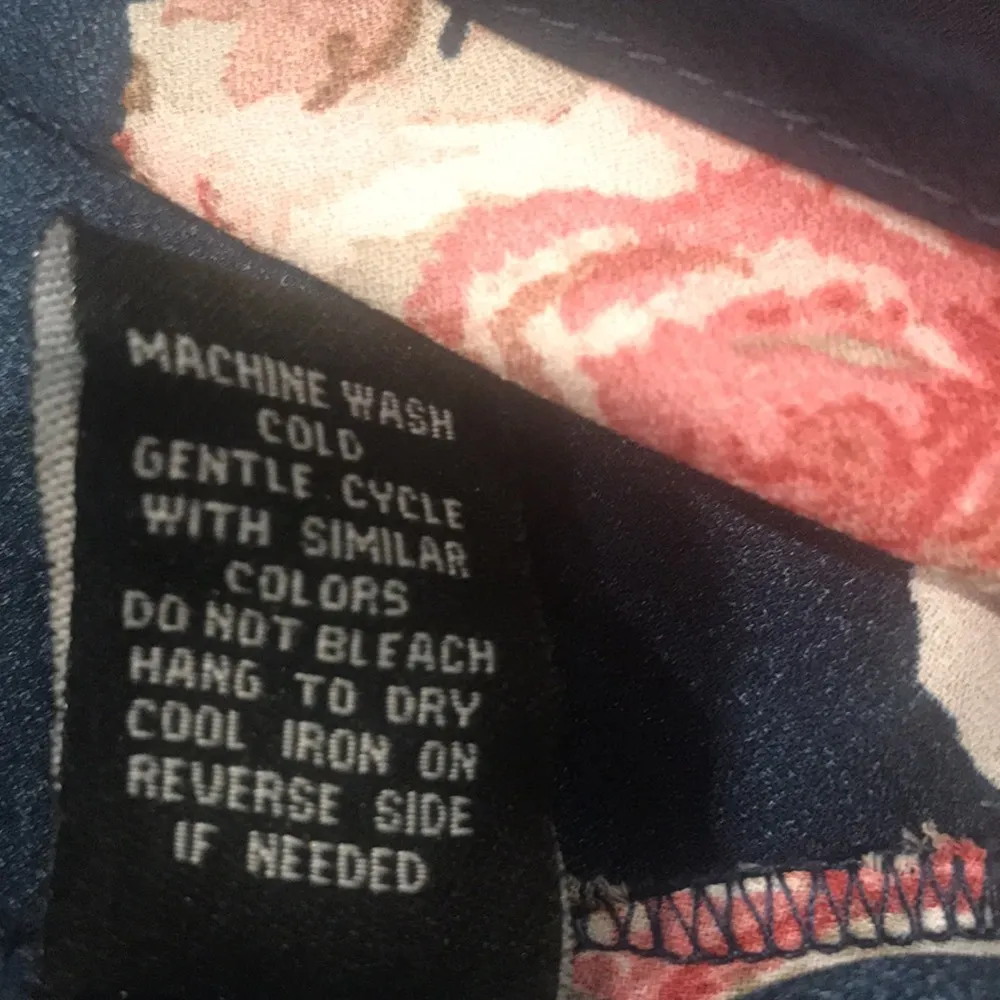 MACHINE WASH
COLD
GENTLE CYCLE
WITH SIMILAR
COLORS
DO NOT BLEACH
HANG TO DRY
COOL IRON ON
REVERSE SIDE
IF NEEDED